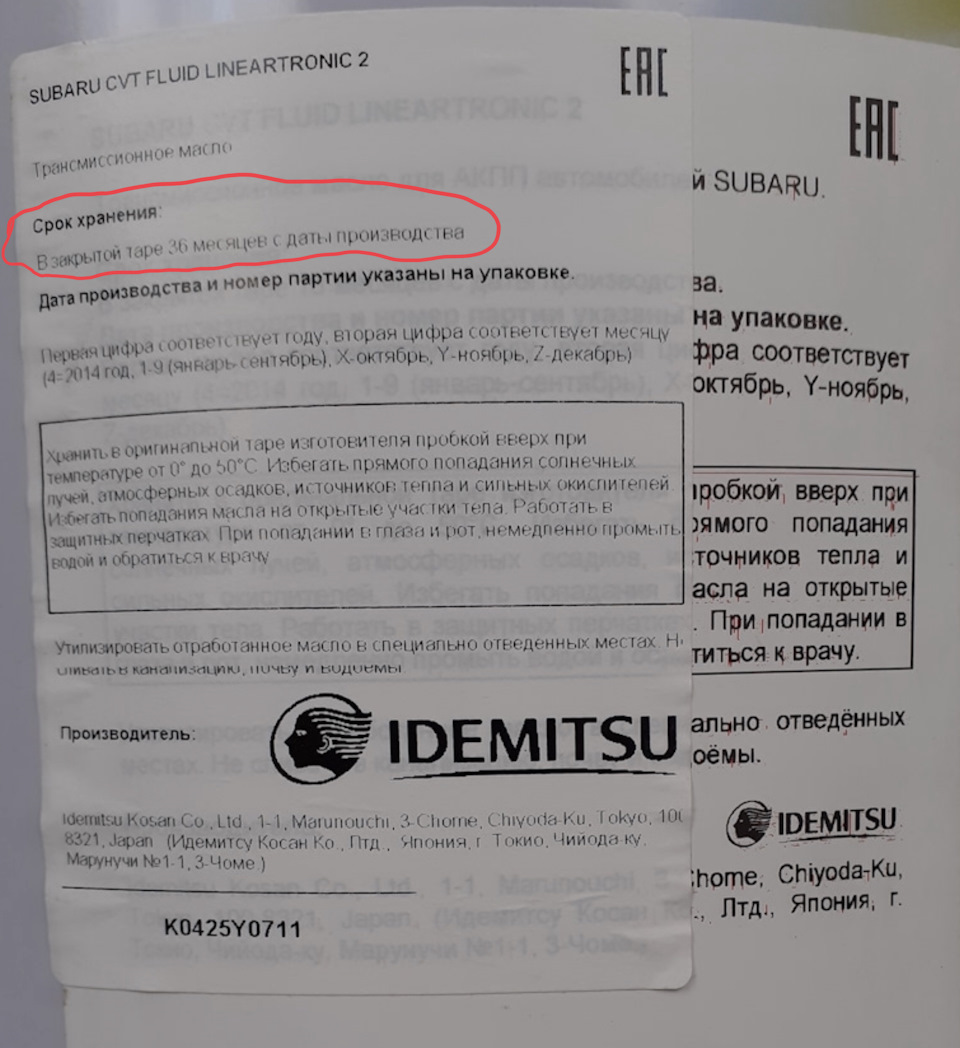 SUBARU CVT FLUID LINEARTRONIC 2
EAC
Трансмиссионное масло
Срок хранения:
В закрытой таре 36 месяцев с даты производства
Дата производства и номер партии указаны на упаковке.
Первая цифра соответствует году, вторая цифра соответствует месяцу
(4=2014 год, 1-9 (январь-сентябрь), X-октябрь, Y-ноябрь, Z-декабрь)
Хранить в оригинальной таре изготовителя пробкой вверх при
температуре от 0° до 50°C. Избегать прямого попадания солнечных
лучей, атмосферных осадков, источников тепла и сильных окислителей.
Избегать попадания масла на открытые участки тела. Работать в
защитных перчатках. При попадании в глаза и рот, немедленно промыть
водой и обратиться к врачу
Утилизировать отработанное масло в специально отведенных местах. Не
сливать в канализацию, почву и водоемы.
Производитель:
IDEMITSU
Idemitsu Kosan Co., Ltd., 1-1, Marunouchi, 3-Chome, Chiyoda-Ku, Tokyo, 100
8321, Japan (Идемитсу Косан Ко., Лтд., Япония, г. Токио, Чийода-ку,
Марунучи №1-1, 3-Чоме.)
K0425Y0711
EAC
й SUBARU.
ва.
на упаковке.
фра соответствует
октябрь, Y-ноябрь,
пробкой вверх при
рямого попадания
сточников тепла и
масла на открытые
. При попадании в
титься к врачу.
ально отведённых
оёмы.
IDEMITSU
Chome, Chiyoda-Ku,
., Лтд., Япония, г.